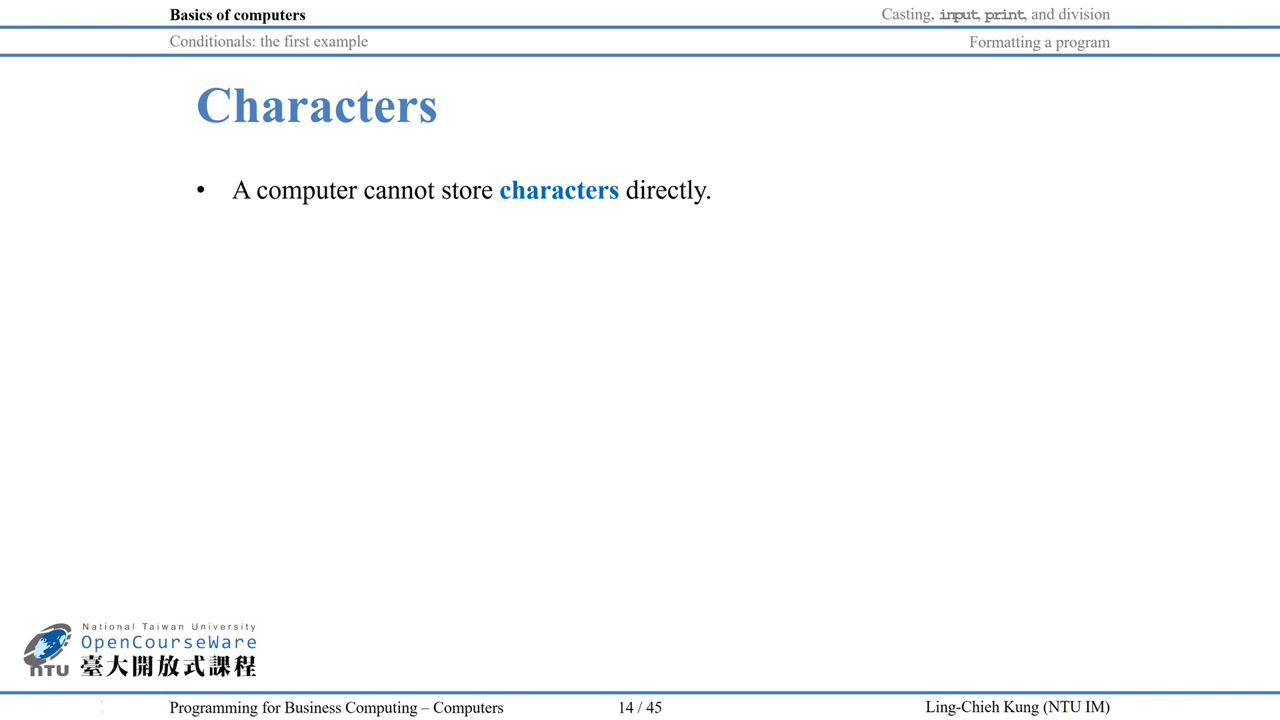 Basics of computers
Casting, input, print, and division
Conditionals: the first example
Formatting a program
Characters
• A computer cannot store characters directly.
National Taiwan University
OpenCourseWare
臺大開放式課程
NTU
Programming for Business Computing – Computers
14 / 45
Ling-Chieh Kung (NTU IM)